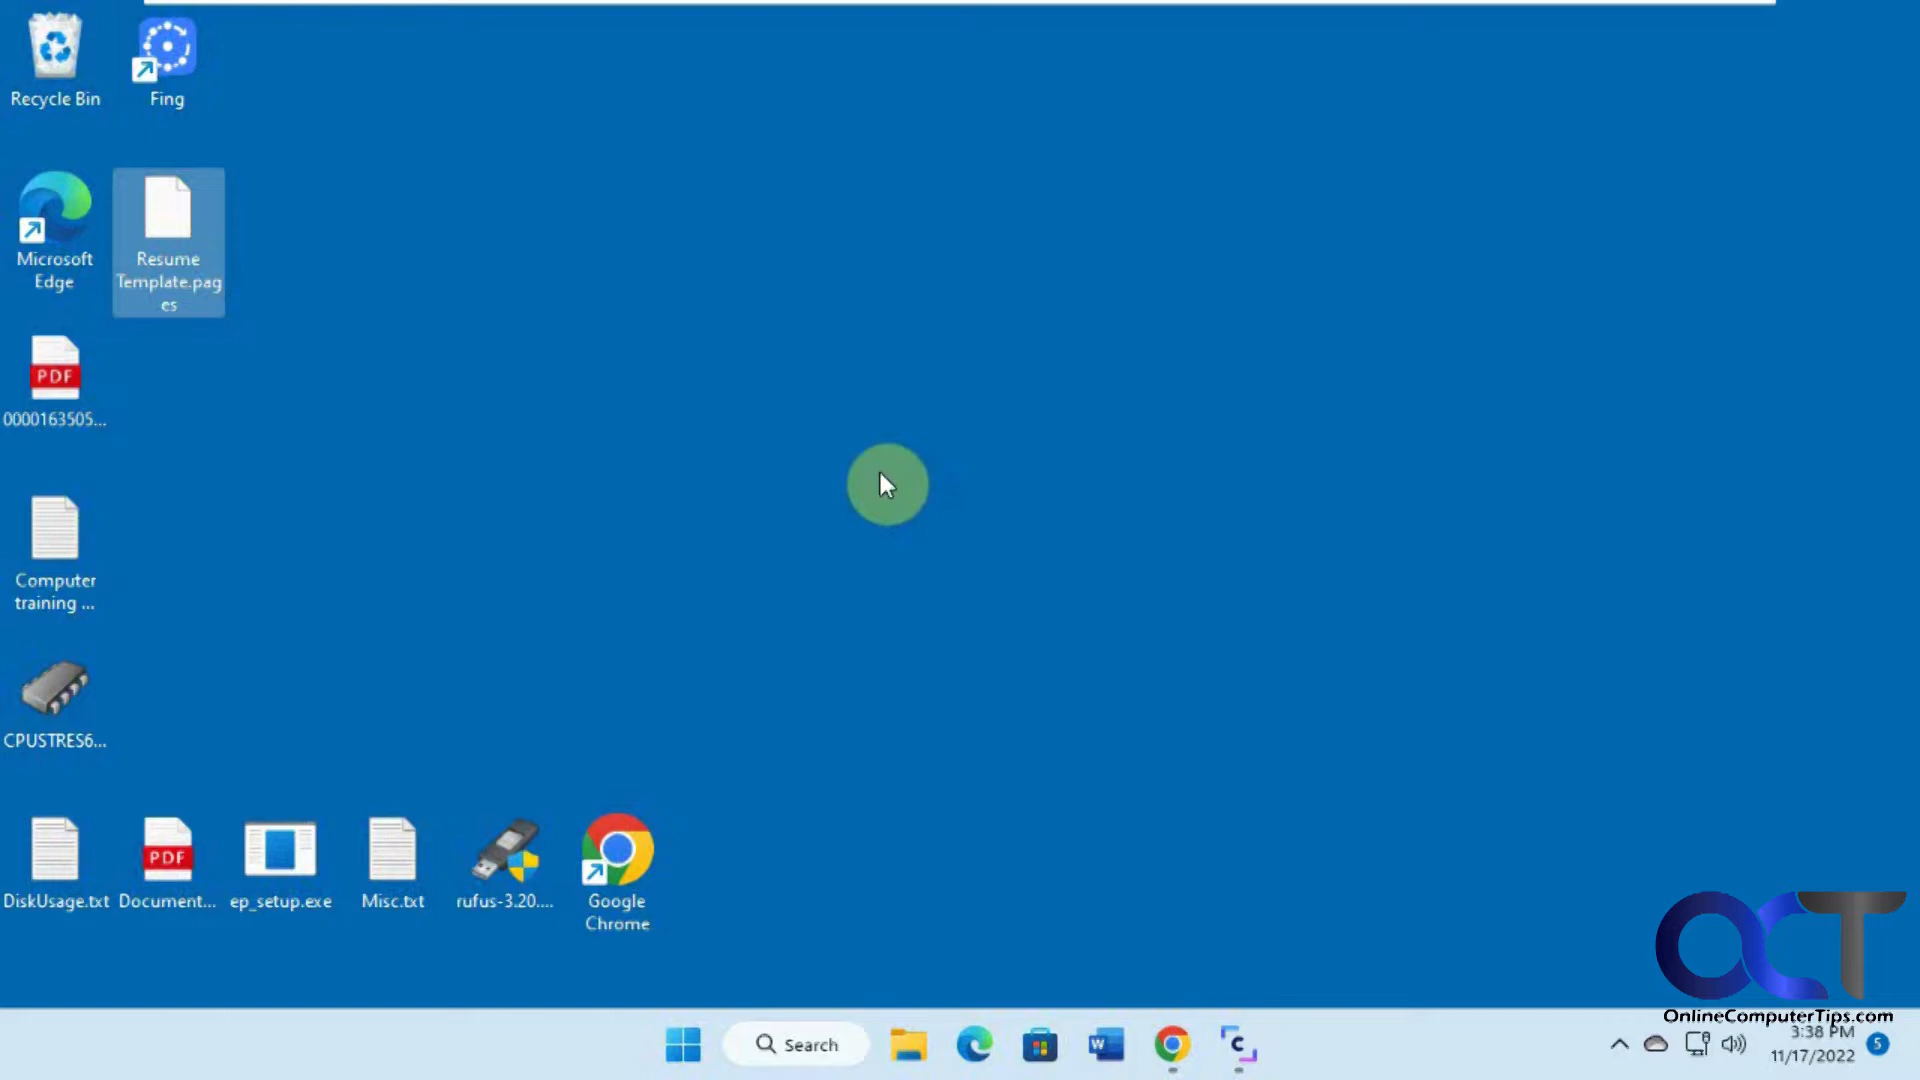 Recycle Bin
Fing
Microsoft
Edge
Resume
Template.pag
es
PDF
0000163505...
Computer
training ...
CPUSTRES6...
DiskUsage.txt
PDF
Document...
ep_setup.exe
Misc.txt
rufus-3.20....
Google
Chrome
OCT
OnlineComputerTips.com
Search
W
C
3:38 PM
11/17/2022
5